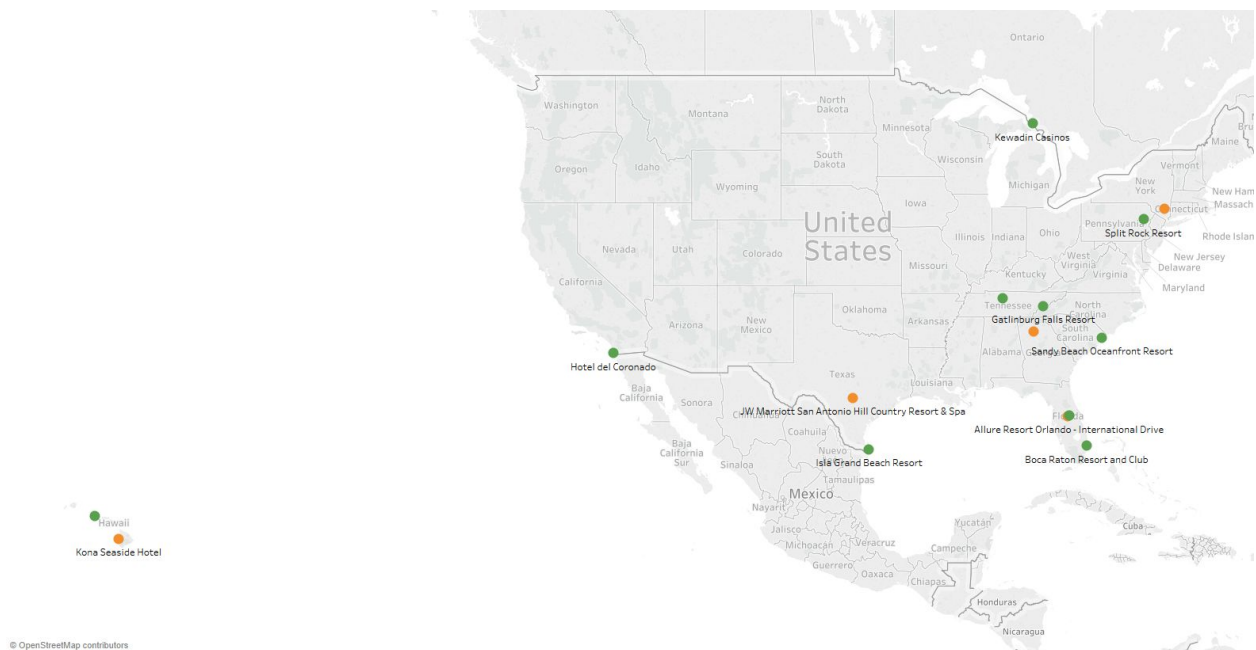 Ontario
Washington
Montana
North
Dakota
Minnesota
Kewadin Casinos
Maine
Vermont
Oregon
Idaho
South
Dakota
Wisconsin
Michigan
New
York
New Ham
Wyoming
Iowa
Connecticut
Massach
United
States
Pennsylvania
Split Rock Resort
Rhode Islan
Nevada
Utah
Colorado
Illinois
Indiana
Ohio
New Jersey
Delaware
Maryland
West
Virginia
Virginia
Missouri
Kentucky
California
Oklahoma
Tennessee
North
Carolina
Gatlinburg Falls Resort
Arizona
New
Mexico
Arkansas
South
Carolina
Alabama
Sandy Beach Oceanfront Resort
Hotel del Coronado
Texas
Louisiana
Baja
California
Sonora
JW Marriott San Antonio Hill Country Resort & Spa
Coahuila
Florida
Allure Resort Orlando - International Drive
Baja
California
Sur
Sinaloa
Nuevo
Isla Grand Beach Resort
Boca Raton Resort and Club
Tamaulipas
Mexico
Nayarit
Hawaii
Kona Seaside Hotel
Jalisco
Michoacán
Veracruz
Guerrero
Oaxaca
Yucatán
Campeche
Chiapas
Cuba
Honduras
Nicaragua
© OpenStreetMap contributors